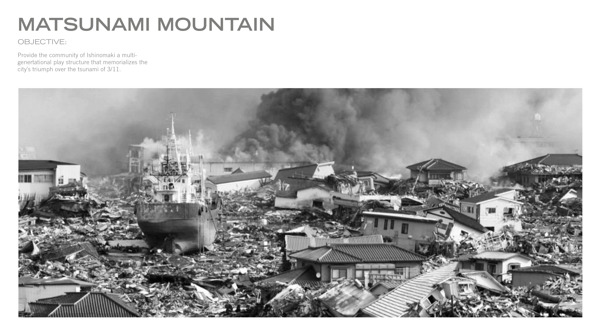 MATSUNAMI MOUNTAIN
OBJECTIVE:
Provide the community of Ishinomaki a multi-
genertational play structure that memorializes the
city's triumph over the tsunami of 3/11.